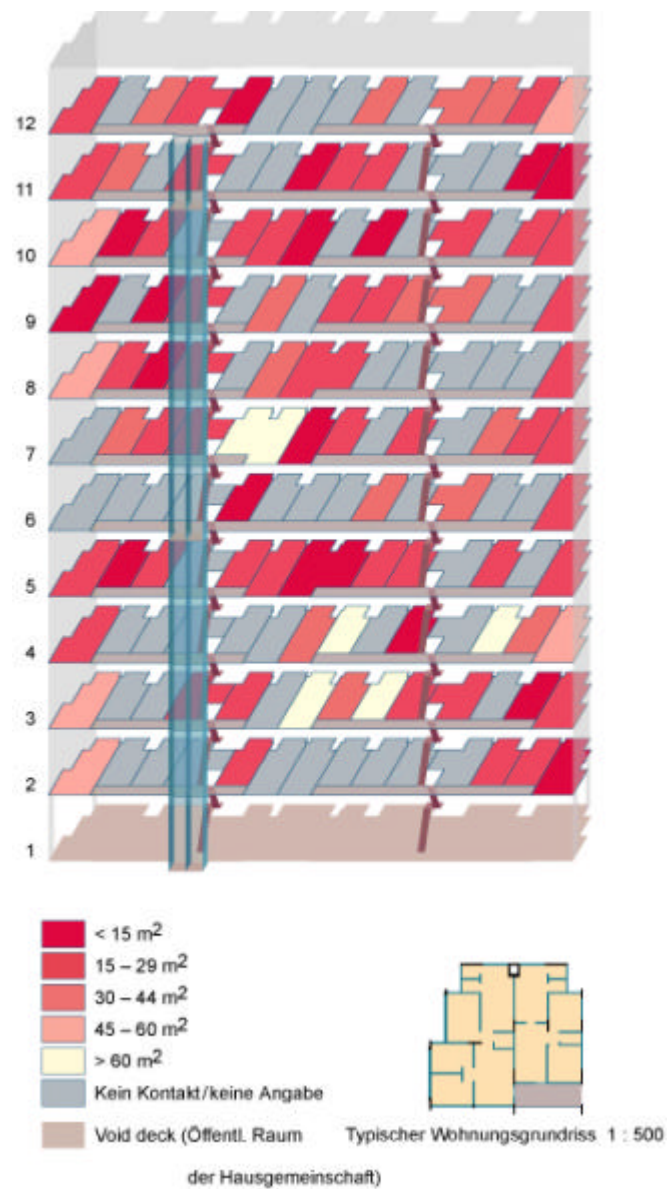 12
11
10
9
8
7
6
5
4
3
2
1
< 15 m²
15 – 29 m²
30 – 44 m²
45 – 60 m²
> 60 m²
Kein Kontakt/keine Angabe
Void deck (Öffentl. Raum
der Hausgemeinschaft)
Typischer Wohnungsgrundriss 1 : 500